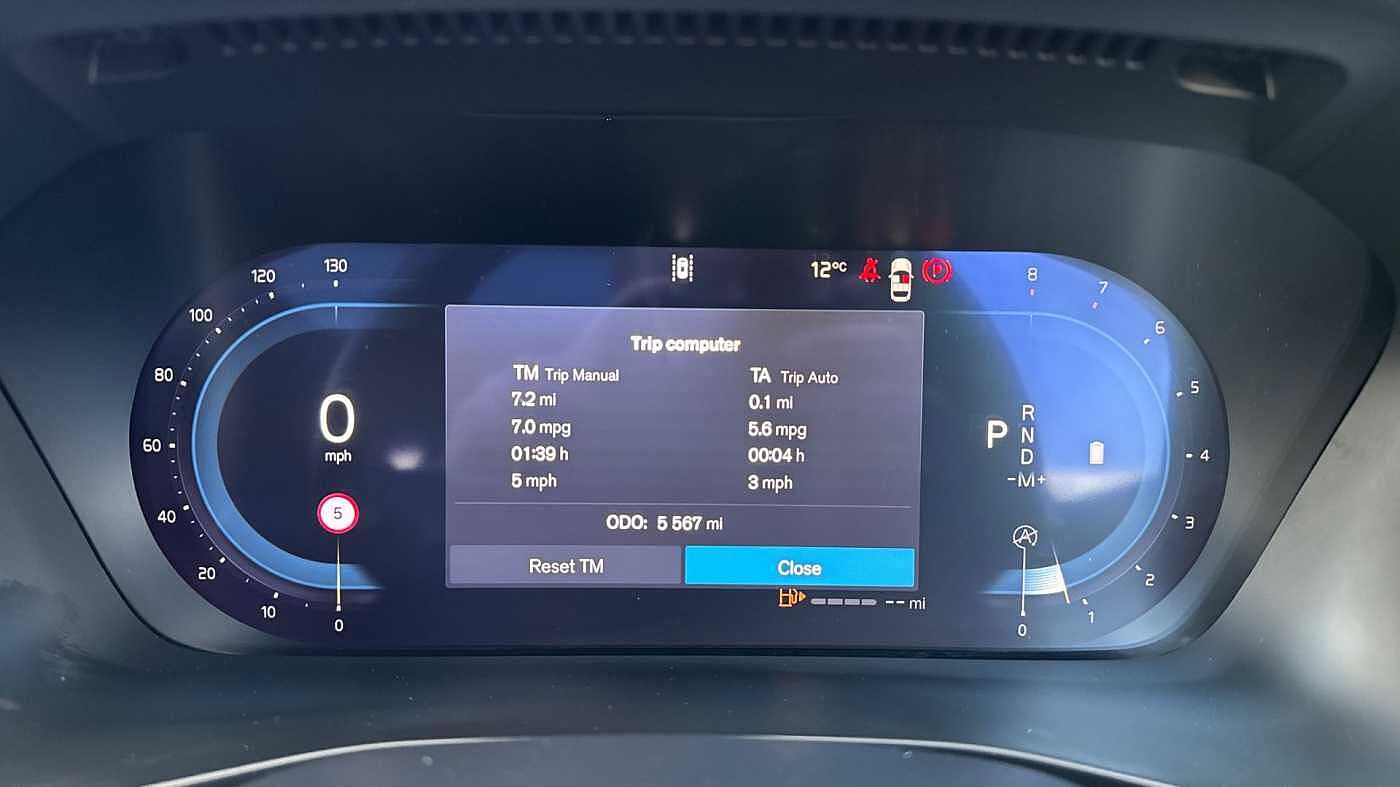 130
120
100
80
60
40
20
10
0
0
mph
5
12°C
P
Trip computer
TM Trip Manual
7.2 mi
7.0 mpg
01:39 h
5 mph
TA Trip Auto
0.1 mi
5.6 mpg
00:04 h
3 mph
ODO: 5 567 mi
Reset TM
Close
-- mi
P
R
N
D
-M+
A
8
7
6
5
4
3
2
1
0